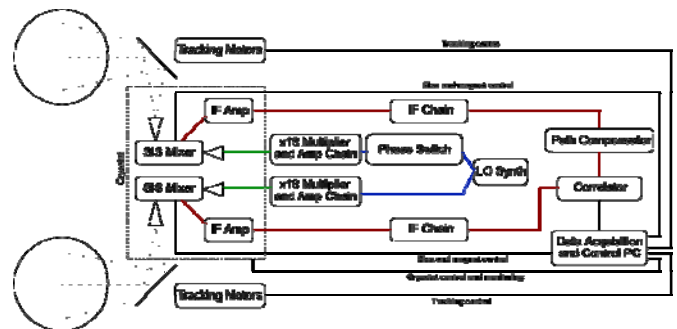 Tracking Motors
Tracking control
Bias and magnet control
IF Amp
IF Chain
Cryostat
SIS Mixer
x18 Multiplier
and Amp Chain
Phase Switch
Path Compensator
LO Synth
SIS Mixer
x18 Multiplier
and Amp Chain
Correlator
IF Amp
IF Chain
Data Acquisition
and Control PC
Bias and magnet control
Cryostat control and monitoring
Tracking Motors
Tracking control